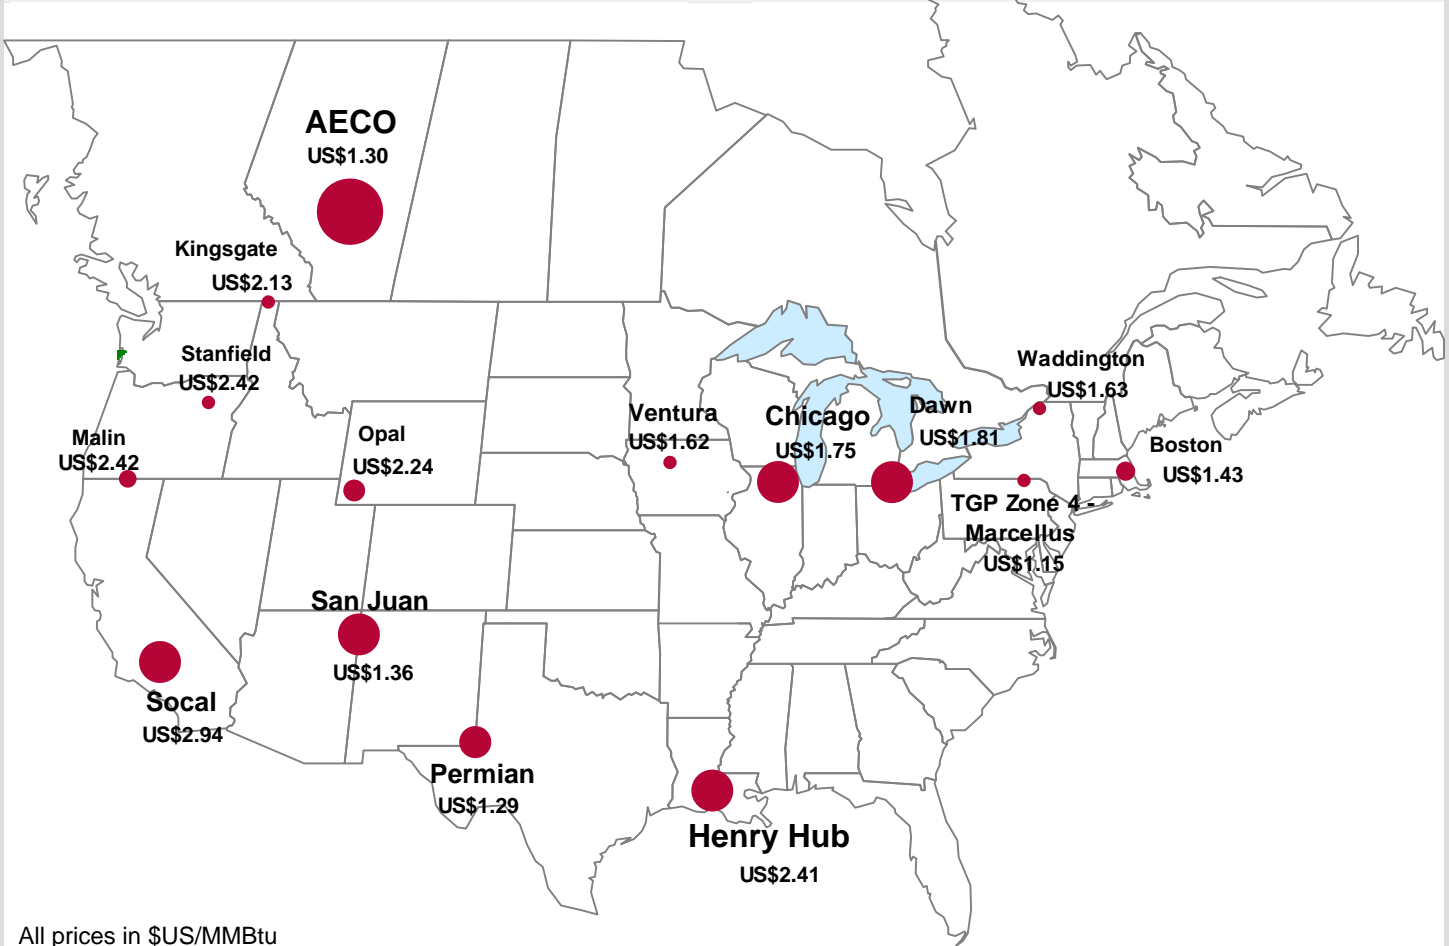 AECO
US$1.30
Kingsgate
US$2.13
Stanfield
US$2.42
Malin
US$2.42
Opal
US$2.24
Ventura
US$1.62
Chicago
US$1.75
Dawn
US$1.81
Waddington
US$1.63
Boston
US$1.43
TGP Zone 4 -
Marcellus
US$1.15
San Juan
US$1.36
Socal
US$2.94
Permian
US$1.29
Henry Hub
US$2.41
All prices in $US/MMBtu